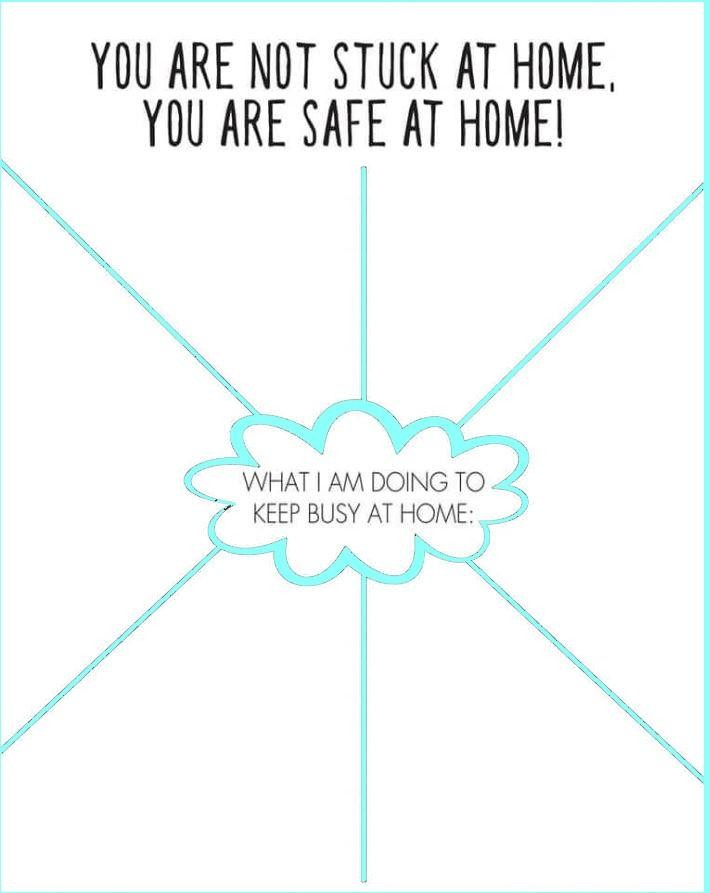 YOU ARE NOT STUCK AT HOME,
YOU ARE SAFE AT HOME!
WHAT I AM DOING TO
KEEP BUSY AT HOME: